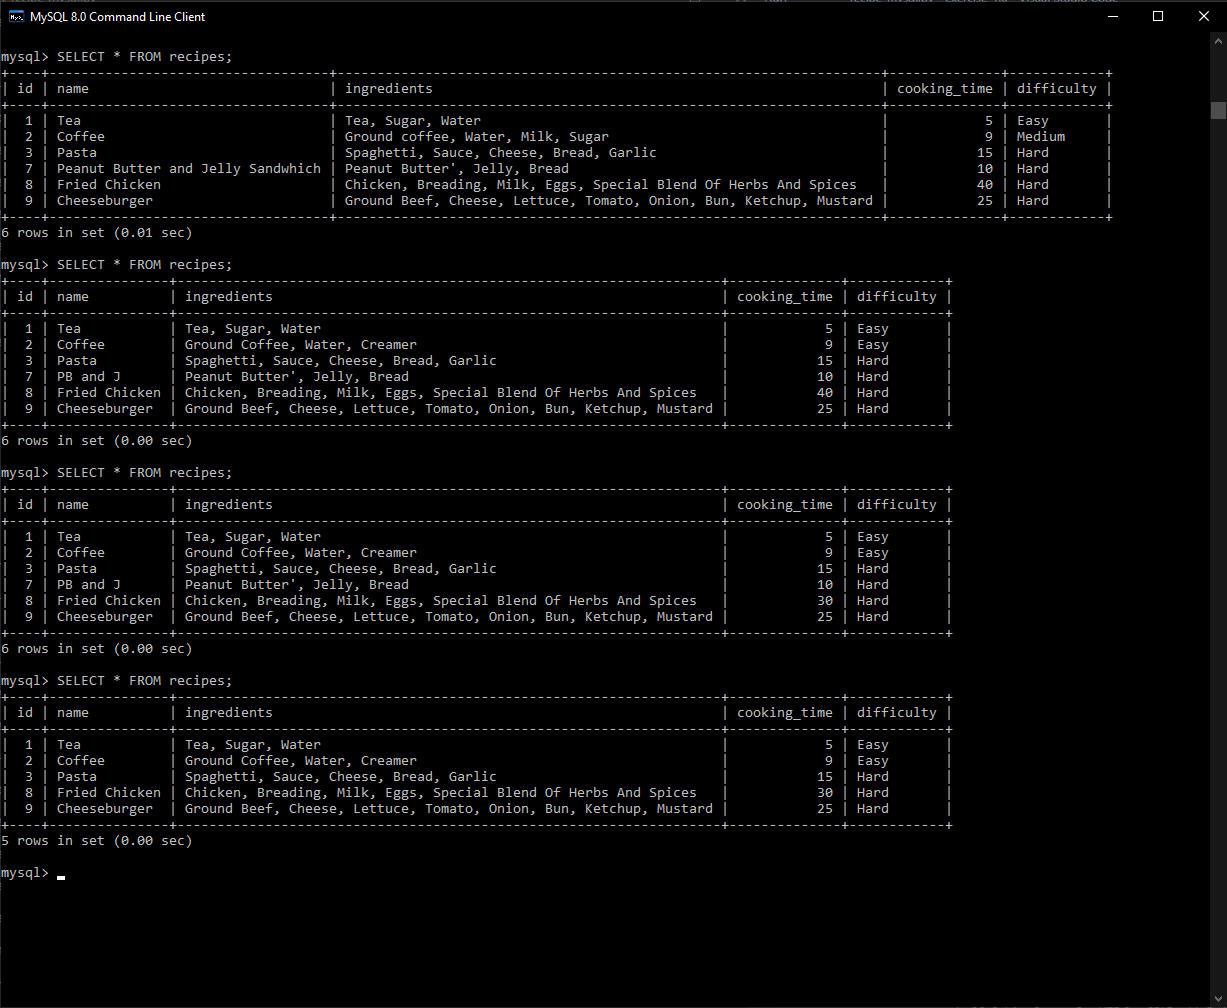 MySQL 8.0 Command Line Client
mysql> SELECT * FROM recipes;
+----+-----------------------------------+--------------------------------------------------------------------+--------------+------------+
| id | name                              | ingredients                                                        | cooking_time | difficulty |
+----+-----------------------------------+--------------------------------------------------------------------+--------------+------------+
|  1 | Tea                               | Tea, Sugar, Water                                                  |            5 | Easy       |
|  2 | Coffee                            | Ground coffee, Water, Milk, Sugar                                  |            9 | Medium     |
|  3 | Pasta                             | Spaghetti, Sauce, Cheese, Bread, Garlic                            |           15 | Hard       |
|  7 | Peanut Butter and Jelly Sandwhich | Peanut Butter', Jelly, Bread                                       |           10 | Hard       |
|  8 | Fried Chicken                     | Chicken, Breading, Milk, Eggs, Special Blend Of Herbs And Spices   |           40 | Hard       |
|  9 | Cheeseburger                      | Ground Beef, Cheese, Lettuce, Tomato, Onion, Bun, Ketchup, Mustard |           25 | Hard       |
+----+-----------------------------------+--------------------------------------------------------------------+--------------+------------+
6 rows in set (0.01 sec)
mysql> SELECT * FROM recipes;
+----+---------------+--------------------------------------------------------------------+--------------+------------+
| id | name          | ingredients                                                        | cooking_time | difficulty |
+----+---------------+--------------------------------------------------------------------+--------------+------------+
|  1 | Tea           | Tea, Sugar, Water                                                  |            5 | Easy       |
|  2 | Coffee        | Ground Coffee, Water, Creamer                                      |            9 | Easy       |
|  3 | Pasta         | Spaghetti, Sauce, Cheese, Bread, Garlic                            |           15 | Hard       |
|  7 | PB and J      | Peanut Butter', Jelly, Bread                                       |           10 | Hard       |
|  8 | Fried Chicken | Chicken, Breading, Milk, Eggs, Special Blend Of Herbs And Spices   |           40 | Hard       |
|  9 | Cheeseburger  | Ground Beef, Cheese, Lettuce, Tomato, Onion, Bun, Ketchup, Mustard |           25 | Hard       |
+----+---------------+--------------------------------------------------------------------+--------------+------------+
6 rows in set (0.00 sec)
mysql> SELECT * FROM recipes;
+----+---------------+--------------------------------------------------------------------+--------------+------------+
| id | name          | ingredients                                                        | cooking_time | difficulty |
+----+---------------+--------------------------------------------------------------------+--------------+------------+
|  1 | Tea           | Tea, Sugar, Water                                                  |            5 | Easy       |
|  2 | Coffee        | Ground Coffee, Water, Creamer                                      |            9 | Easy       |
|  3 | Pasta         | Spaghetti, Sauce, Cheese, Bread, Garlic                            |           15 | Hard       |
|  7 | PB and J      | Peanut Butter', Jelly, Bread                                       |           10 | Hard       |
|  8 | Fried Chicken | Chicken, Breading, Milk, Eggs, Special Blend Of Herbs And Spices   |           30 | Hard       |
|  9 | Cheeseburger  | Ground Beef, Cheese, Lettuce, Tomato, Onion, Bun, Ketchup, Mustard |           25 | Hard       |
+----+---------------+--------------------------------------------------------------------+--------------+------------+
6 rows in set (0.00 sec)
mysql> SELECT * FROM recipes;
+----+---------------+--------------------------------------------------------------------+--------------+------------+
| id | name          | ingredients                                                        | cooking_time | difficulty |
+----+---------------+--------------------------------------------------------------------+--------------+------------+
|  1 | Tea           | Tea, Sugar, Water                                                  |            5 | Easy       |
|  2 | Coffee        | Ground Coffee, Water, Creamer                                      |            9 | Easy       |
|  3 | Pasta         | Spaghetti, Sauce, Cheese, Bread, Garlic                            |           15 | Hard       |
|  8 | Fried Chicken | Chicken, Breading, Milk, Eggs, Special Blend Of Herbs And Spices   |           30 | Hard       |
|  9 | Cheeseburger  | Ground Beef, Cheese, Lettuce, Tomato, Onion, Bun, Ketchup, Mustard |           25 | Hard       |
+----+---------------+--------------------------------------------------------------------+--------------+------------+
5 rows in set (0.00 sec)
mysql>